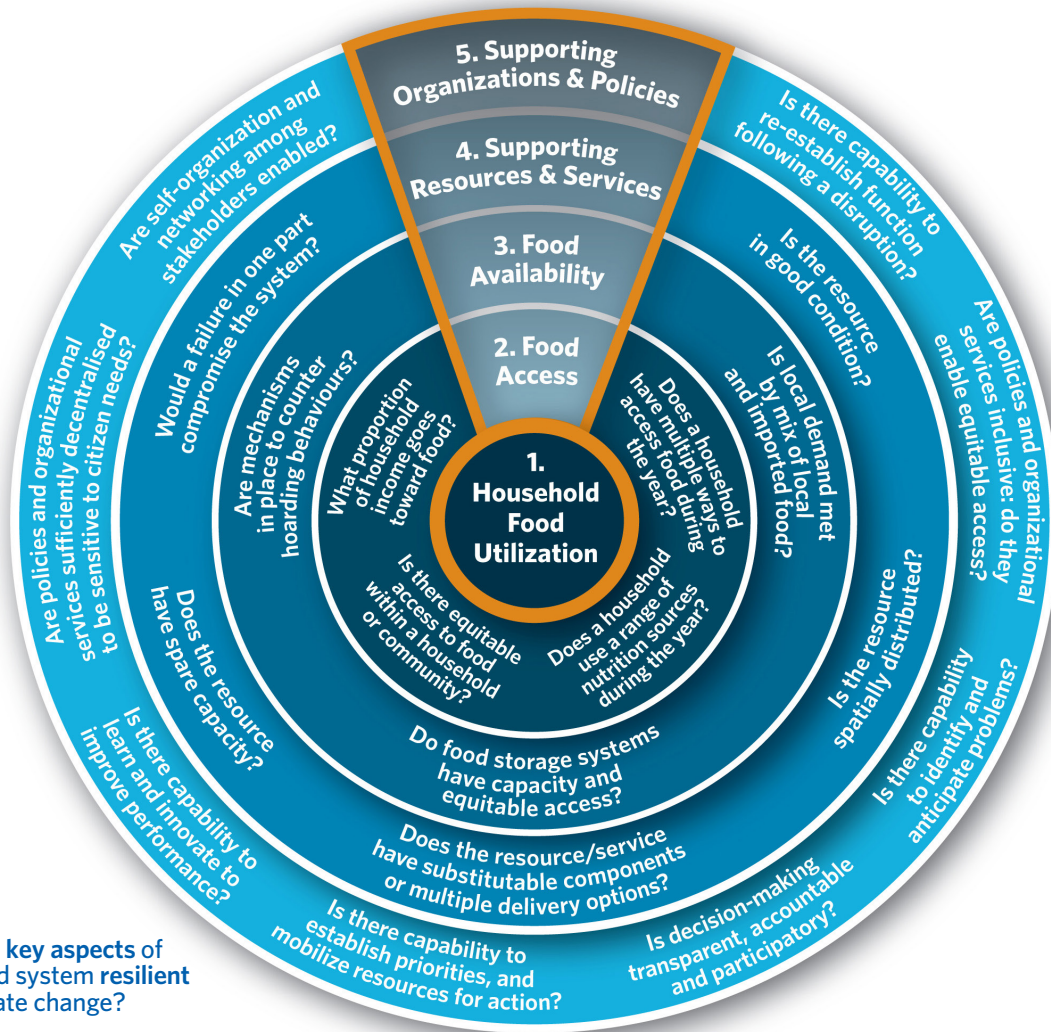 5. Supporting
Organizations & Policies
4. Supporting
Resources & Services
3. Food
Availability
2. Food
Access
1.
Household
Food
Utilization
Is there capability to
re-establish function
following a disruption?
Are policies and organizational
services inclusive: do they
enable equitable access?
Is there capability
to identify and
anticipate problems?
Is decision-making
transparent, accountable
and participatory?
Is there capability to
establish priorities, and
mobilize resources for action?
Is there capability to
learn and innovate to
improve performance?
Are policies and organizational
services sufficiently decentralised
to be sensitive to citizen needs?
Are self-organization and
networking among
stakeholders enabled?
Is the resource
in good condition?
Is the resource
spatially distributed?
Does the resource/service
have substitutable components
or multiple delivery options?
Does the resource
have spare capacity?
Would a failure in one part
compromise the system?
Is local demand met
by mix of local
and imported food?
Do food storage systems
have capacity and
equitable access?
Are mechanisms
in place to counter
hoarding behaviours?
Does a household
have multiple ways to
access food during
the year?
Does a household
use a range of
nutrition sources
during the year?
Is there equitable
access to food
within a household
or community?
What proportion
of household
income goes
toward food?
key aspects of
d system resilient
ate change?